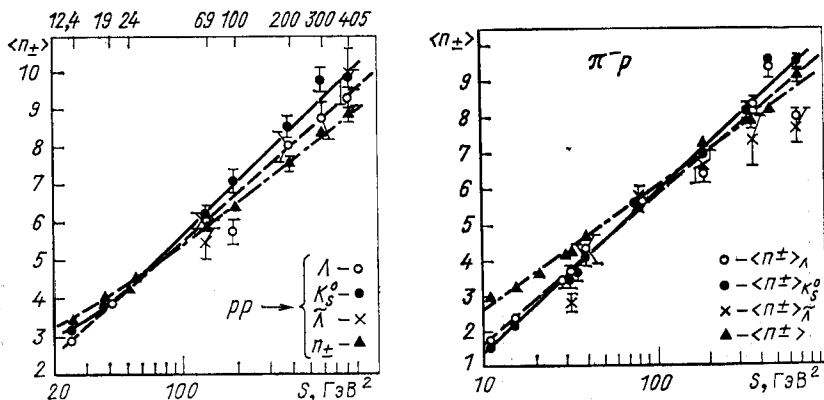 12,4 19 24 69 100 200 300 405
<n±>
10
9
8
7
6
5
4
3
2
20 100 S, ГэВ²
pp → { Λ – ○
K⁰ₛ – ●
Λ̃ – ×
n± – ▲
<n±>
π⁻p
9
8
7
6
5
4
3
2
1
10 100 S, ГэВ²
○ – <n±>Λ
● – <n±>K⁰ₛ
× – <n±>Λ̃
▲ – <n±>